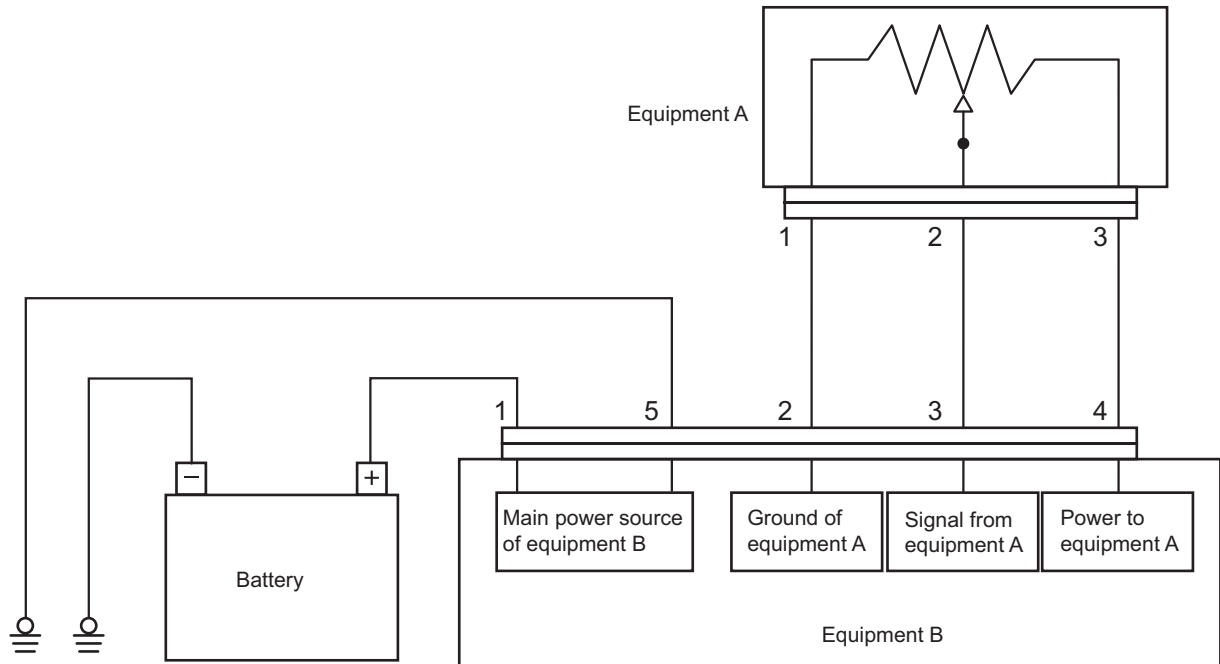 Equipment A
1 2 3
1 5 2 3 4
− +
Main power source
of equipment B
Ground of
equipment A
Signal from
equipment A
Power to
equipment A
Battery
Equipment B